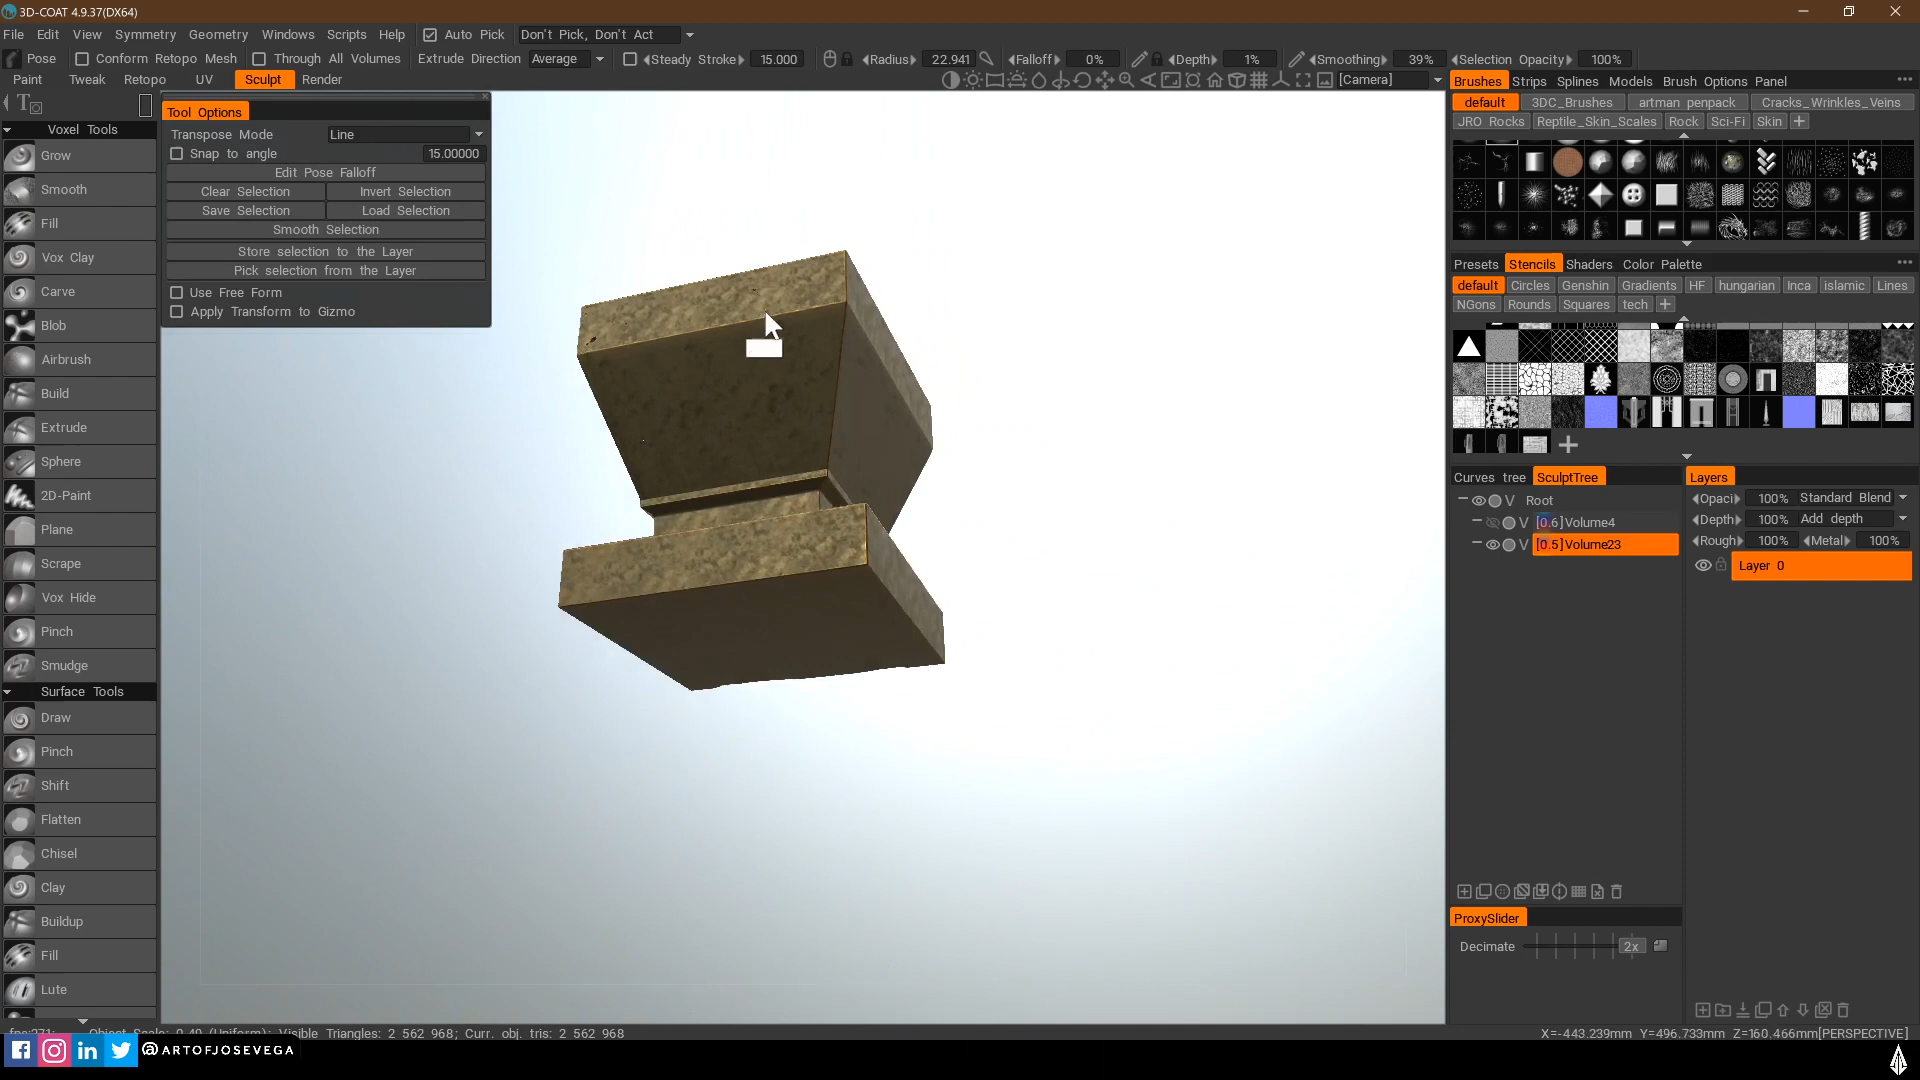 3D-COAT 4.9.37(DX64)
File Edit View Symmetry Geometry Windows Scripts Help Auto Pick Don't Pick, Don't Act
Pose Conform Retopo Mesh Through All Volumes Extrude Direction Average Steady Stroke 15.000 Radius 22.941 Falloff 0% Depth 1% Smoothing 39% Selection Opacity 100%
Paint Tweak Retopo UV Sculpt Render [Camera]
Tool Options
Transpose Mode Line
Snap to angle 15.00000
Edit Pose Falloff
Clear Selection Invert Selection
Save Selection Load Selection
Smooth Selection
Store selection to the Layer
Pick selection from the Layer
Use Free Form
Apply Transform to Gizmo
Voxel Tools
Grow
Smooth
Fill
Vox Clay
Carve
Blob
Airbrush
Build
Extrude
Sphere
2D-Paint
Plane
Scrape
Vox Hide
Pinch
Smudge
Surface Tools
Draw
Pinch
Shift
Flatten
Chisel
Clay
Buildup
Fill
Lute
Brushes Strips Splines Models Brush Options Panel
default 3DC_Brushes artman penpack Cracks_Wrinkles_Veins
JRO Rocks Reptile_Skin_Scales Rock Sci-Fi Skin +
Presets Stencils Shaders Color Palette
default Circles Genshin Gradients HF hungarian Inca islamic Lines
NGons Rounds Squares tech +
Curves tree SculptTree
V Root
V [0.6]Volume4
V [0.5]Volume23
Layers
Opaci 100% Standard Blend
Depth 100% Add depth
Rough 100% Metal 100%
Layer 0
ProxySlider
Decimate 2x
Object Scale: 0.40 (Uniform); Visible Triangles: 2 562 968; Curr. obj. tris: 2 562 968
X=-443.239mm Y=496.733mm Z=160.466mm[PERSPECTIVE]
@ARTOFJOSEVEGA